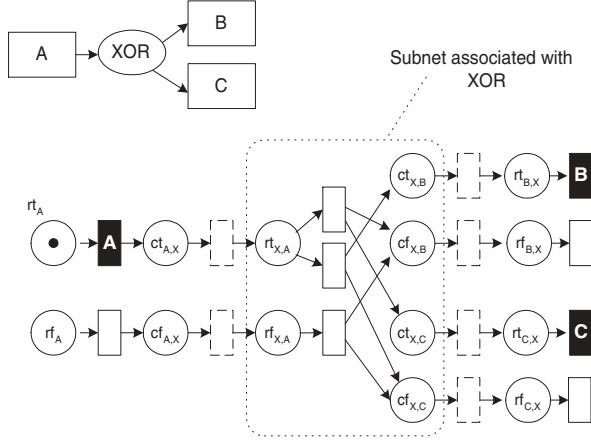 A
XOR
B
C
Subnet associated with
XOR
rt_A
A
ct_A,X
rt_X,A
ct_X,B
rt_B,X
B
cf_X,B
rf_B,X
rf_A
cf_A,X
rf_X,A
ct_X,C
rt_C,X
C
cf_X,C
rf_C,X